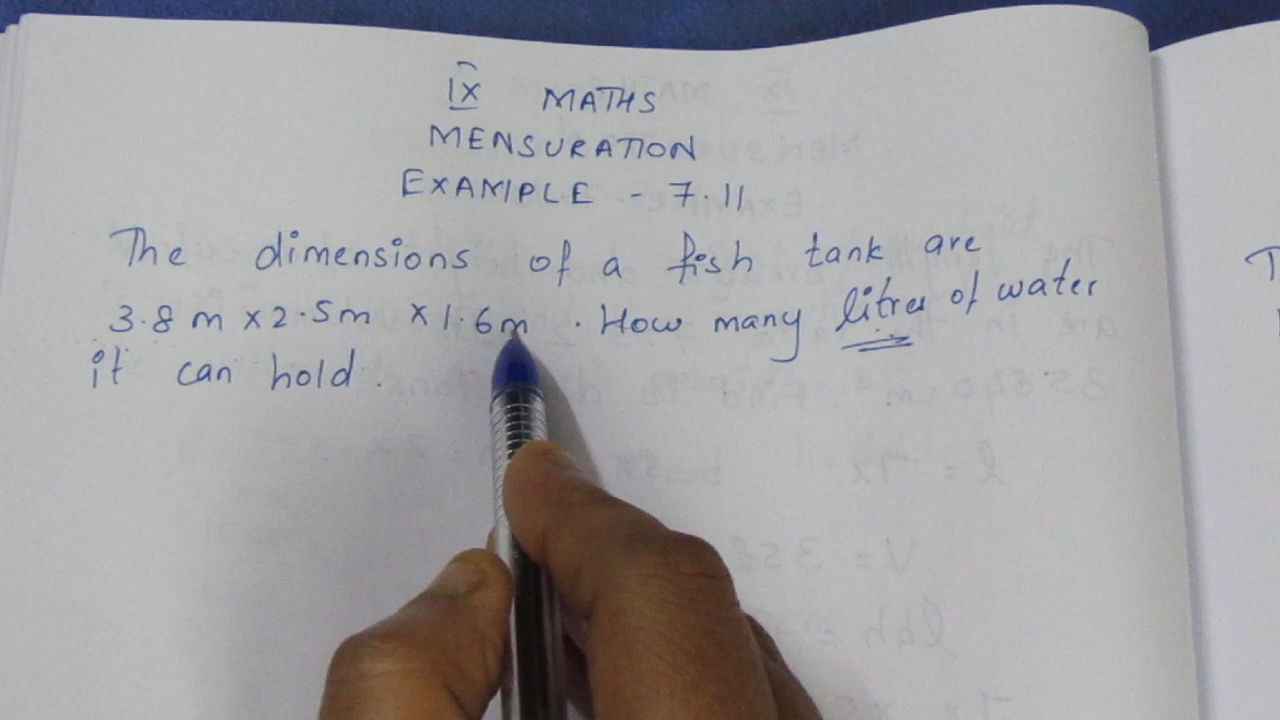 IX MATHS
MENSURATION
EXAMPLE - 7.11
The dimensions of a fish tank are
3.8 m x 2.5m x 1.6m . How many litres of water
it can hold.